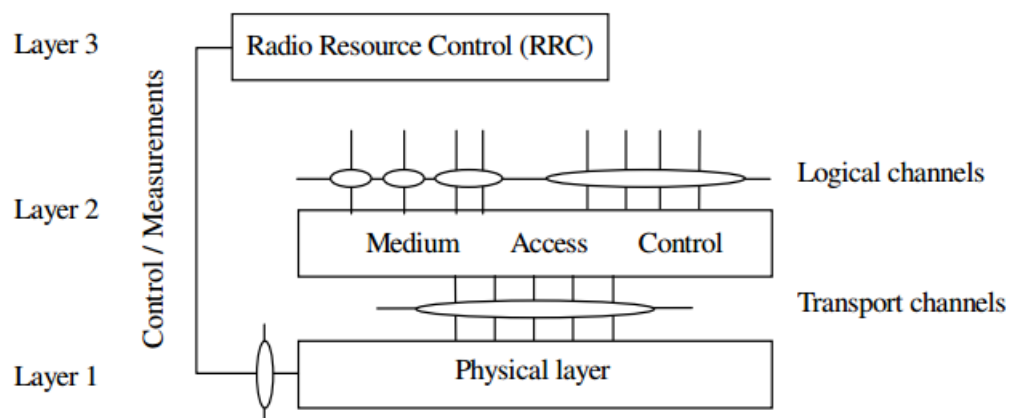 Layer 3
Radio Resource Control (RRC)
Control / Measurements
Logical channels
Layer 2
Medium Access Control
Transport channels
Layer 1
Physical layer